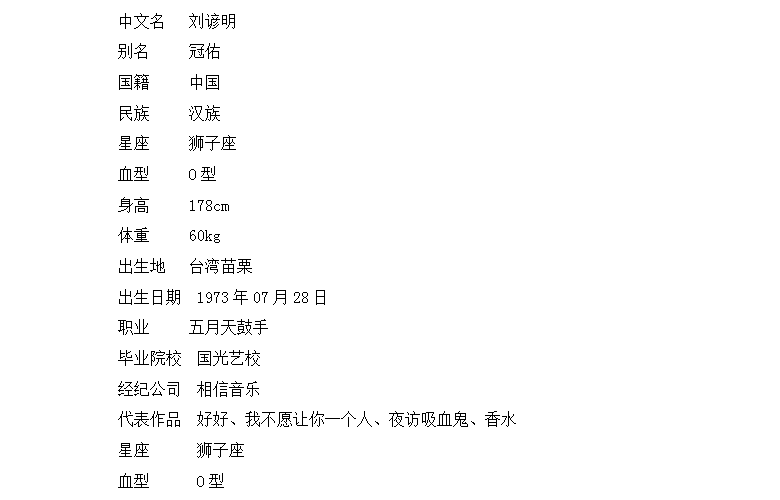 中文名 刘谚明
别名 冠佑
国籍 中国
民族 汉族
星座 狮子座
血型 O 型
身高 178cm
体重 60kg
出生地 台湾苗栗
出生日期 1973 年 07 月 28 日
职业 五月天鼓手
毕业院校 国光艺校
经纪公司 相信音乐
代表作品 好好、我不愿让你一个人、夜访吸血鬼、香水
星座 狮子座
血型 O 型